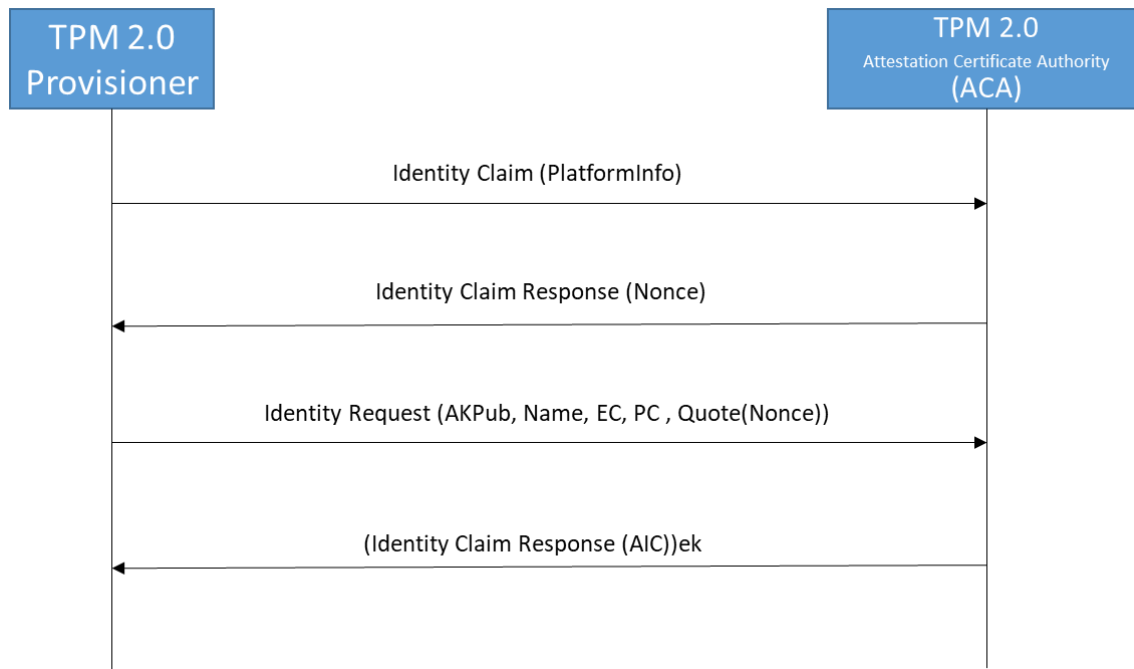 TPM 2.0
Provisioner
TPM 2.0
Attestation Certificate Authority
(ACA)
Identity Claim (PlatformInfo)
Identity Claim Response (Nonce)
Identity Request (AKPub, Name, EC, PC , Quote(Nonce))
(Identity Claim Response (AIC))ek